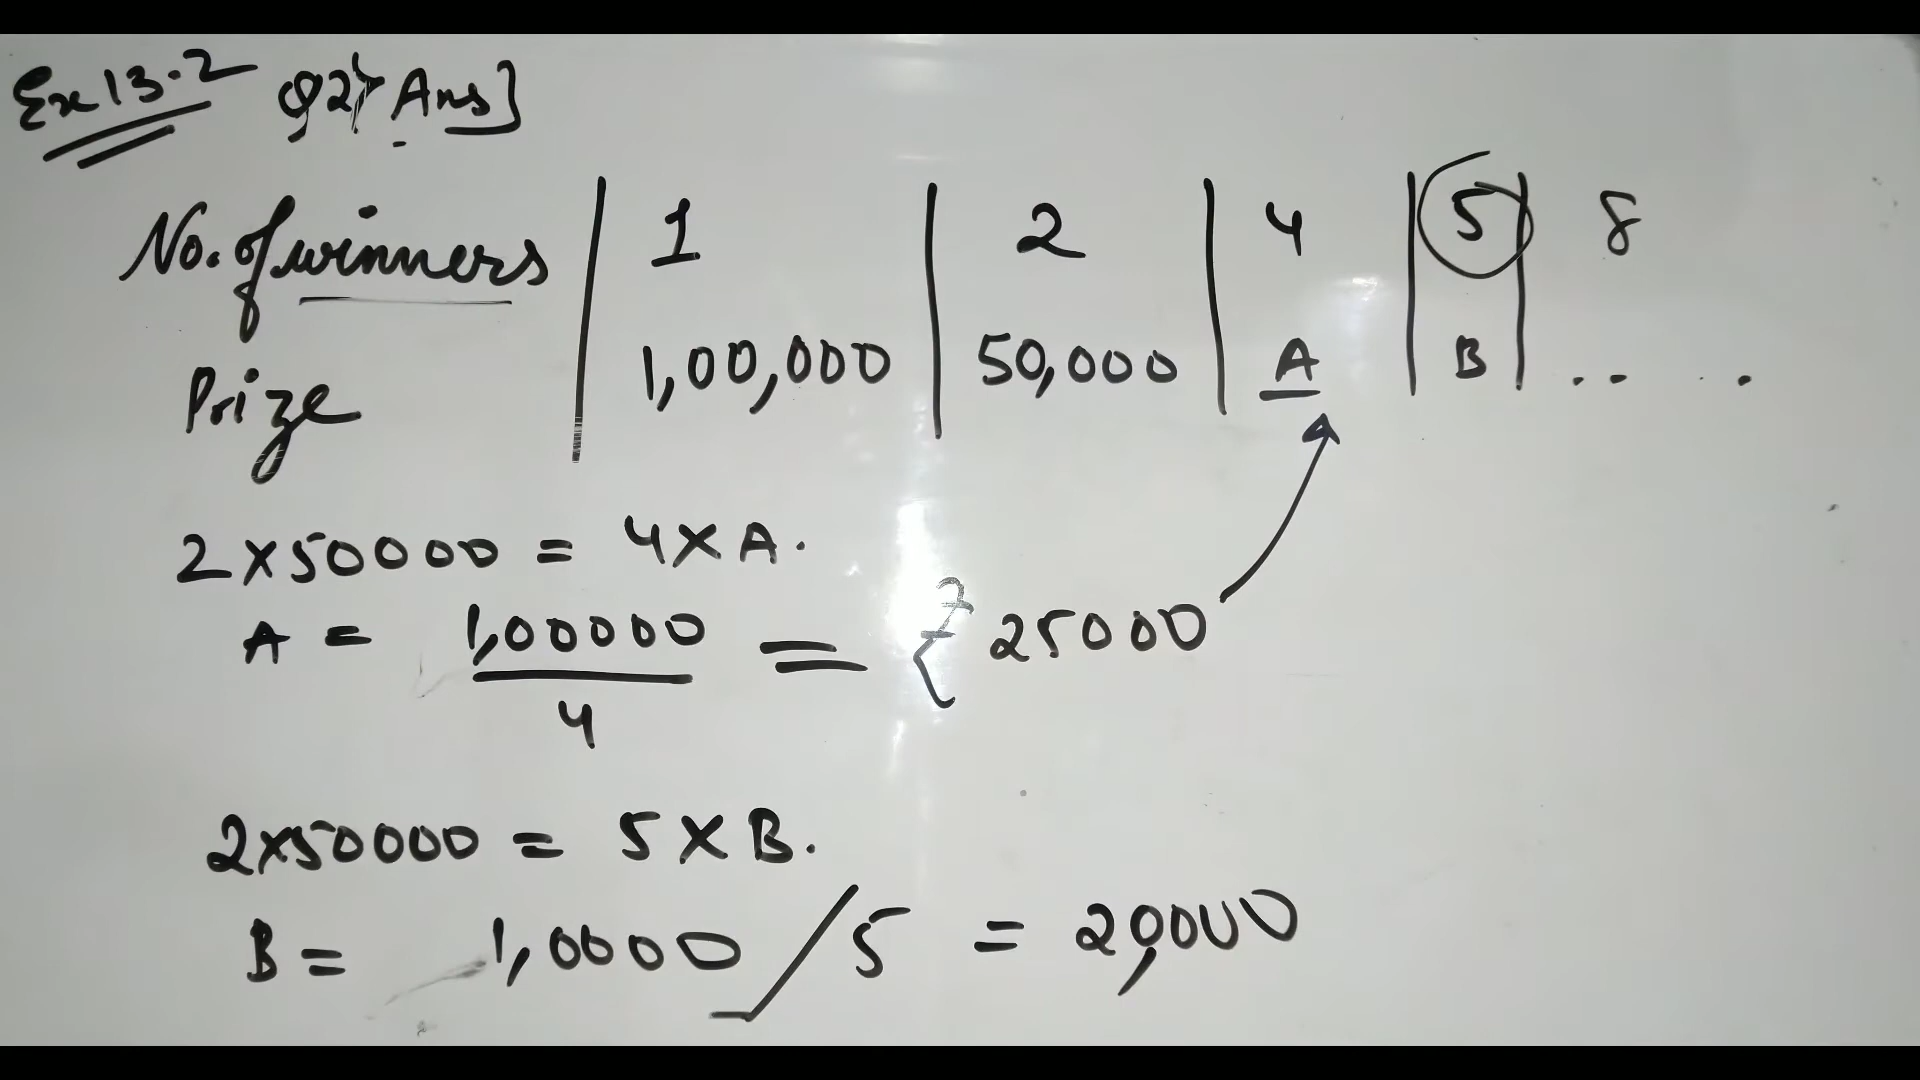 Ex 13.2 Q2) Ans]
No. of winners | 1 | 2 | 4 | 5 | 8
Prize | 1,00,000 | 50,000 | A | B | .. . .
2 × 50000 = 4 × A.
A = 1,00000 / 4 = ₹ 25000
2×50000 = 5 × B.
B = 1,0000 / 5 = 20,000